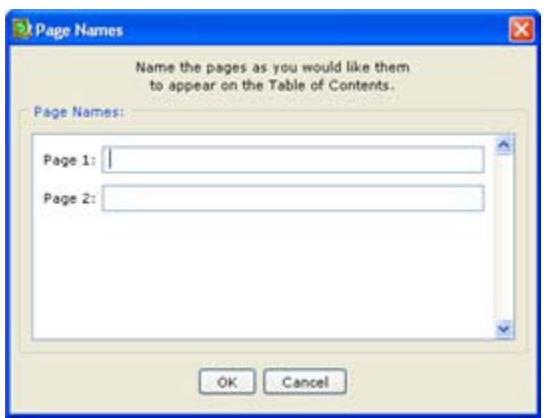 Page Names
Name the pages as you would like them
to appear on the Table of Contents.
Page Names:
Page 1:
Page 2:
OK
Cancel